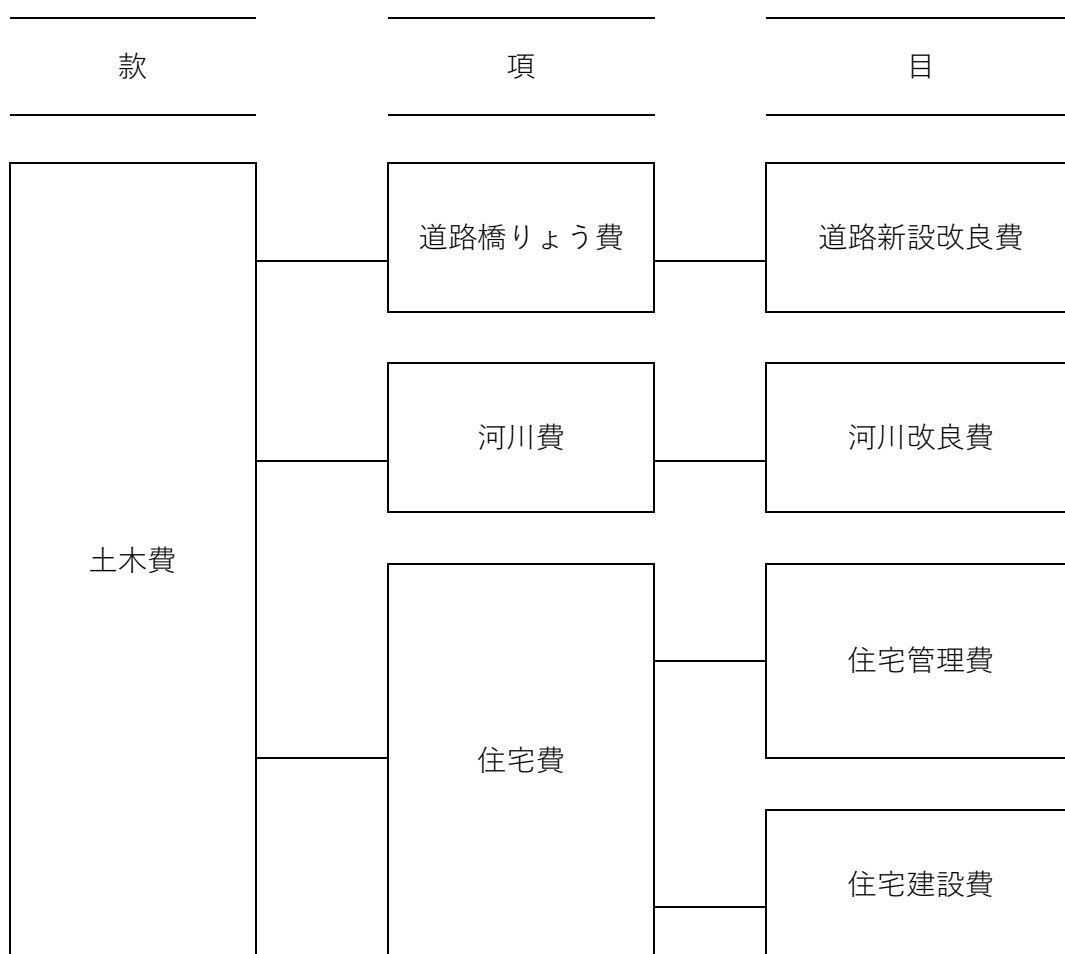 款
項
目
道路橋りょう費
道路新設改良費
河川費
河川改良費
土木費
住宅管理費
住宅費
住宅建設費